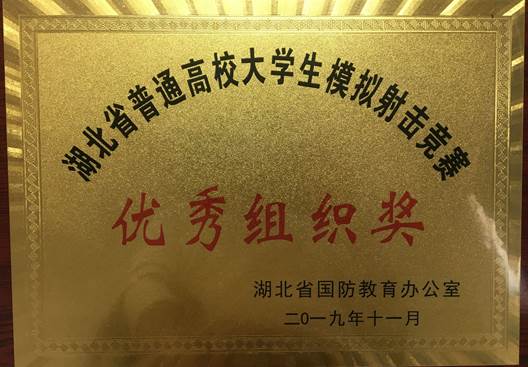 湖北省普通高校大学生模拟射击竞赛
优秀组织奖
湖北省国防教育办公室
二0一九年十一月